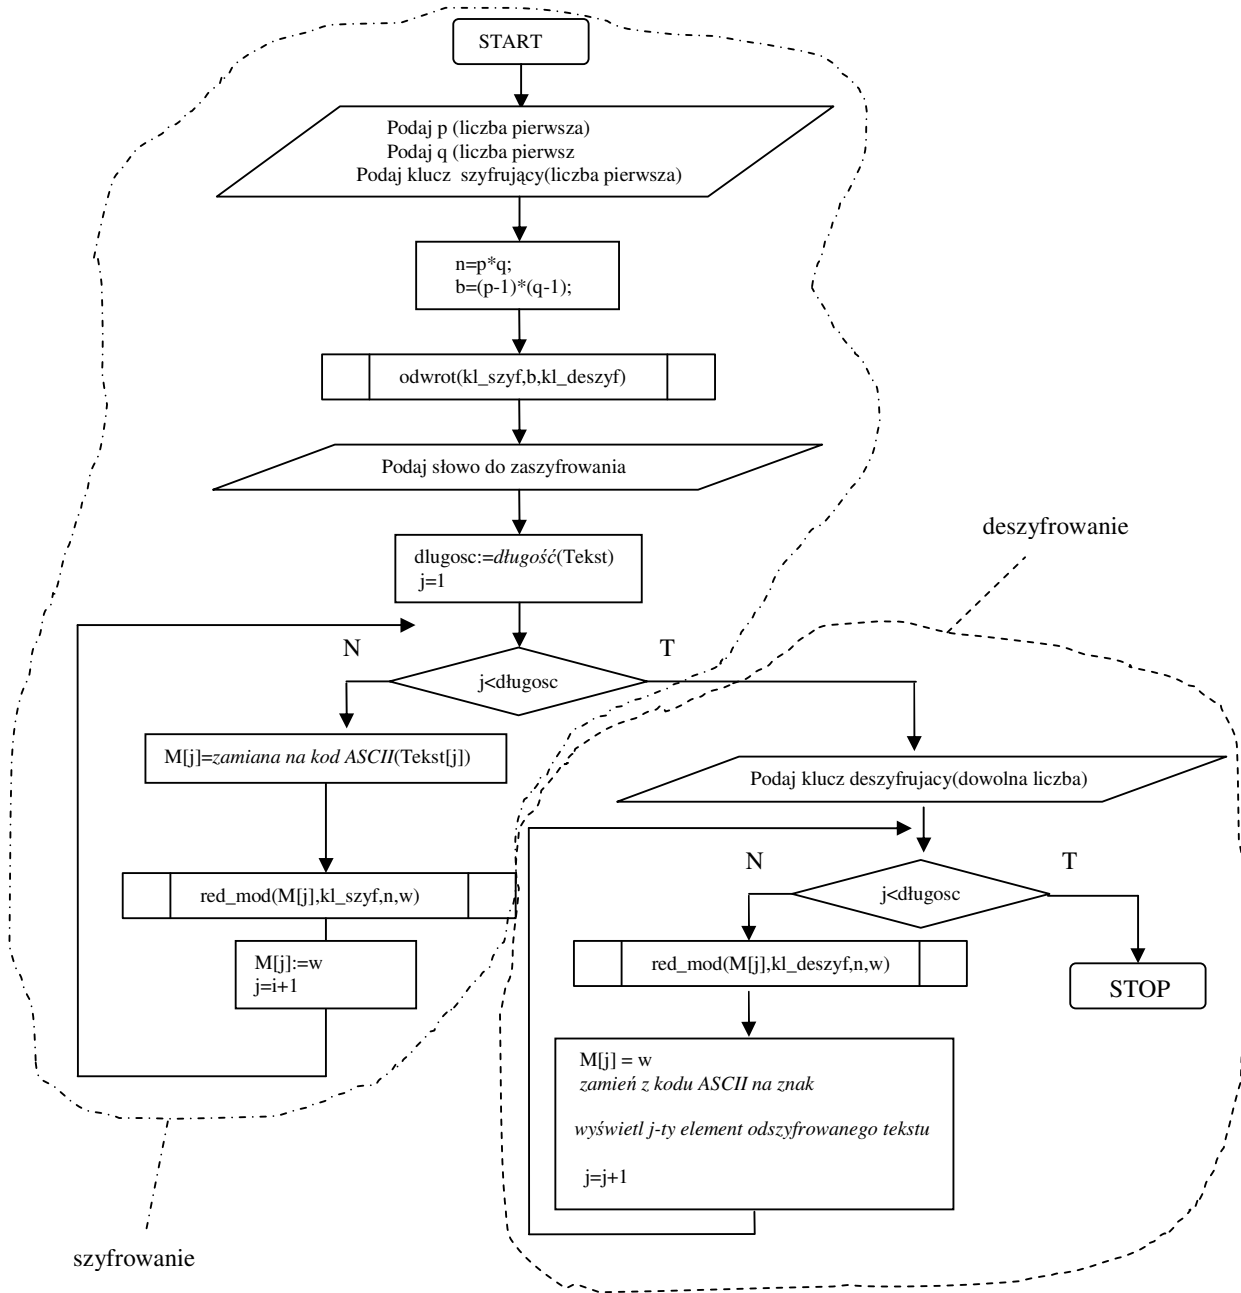 START
Podaj p (liczba pierwsza)
Podaj q (liczba pierwsz
Podaj klucz  szyfrujący(liczba pierwsza)
n=p*q;
b=(p-1)*(q-1);
odwrot(kl_szyf,b,kl_deszyf)
Podaj słowo do zaszyfrowania
dlugosc:=długość(Tekst)
j=1
N
T
j<długosc
M[j]=zamiana na kod ASCII(Tekst[j])
red_mod(M[j],kl_szyf,n,w)
M[j]:=w
j=i+1
szyfrowanie
deszyfrowanie
Podaj klucz deszyfrujacy(dowolna liczba)
N
T
j<długosc
red_mod(M[j],kl_deszyf,n,w)
STOP
M[j] = w
zamień z kodu ASCII na znak
wyświetl j-ty element odszyfrowanego tekstu
j=j+1